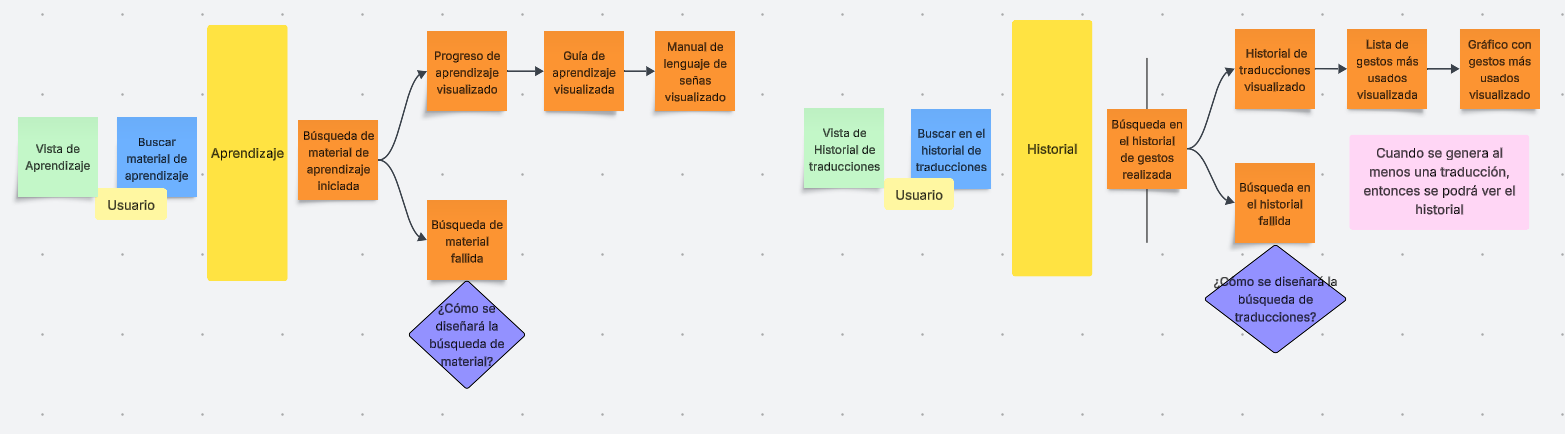 Vista de
Aprendizaje
Buscar
material de
aprendizaje
Usuario
Aprendizaje
Búsqueda de
material de
aprendizaje
iniciada
Progreso de
aprendizaje
visualizado
Guía de
aprendizaje
visualizada
Manual de
lenguaje de
señas
visualizado
Búsqueda de
material
fallida
¿Cómo se
diseñará la
búsqueda de
material?
Vista de
Historial de
traducciones
Buscar en el
historial de
traducciones
Usuario
Historial
Búsqueda en
el historial
de gestos
realizada
Historial de
traducciones
visualizado
Lista de
gestos más
usados
visualizada
Gráfico con
gestos más
usados
visualizado
Búsqueda en
el historial
fallida
¿Cómo se diseñará la
búsqueda de
traducciones?
Cuando se genera al
menos una traducción,
entonces se podrá ver el
historial